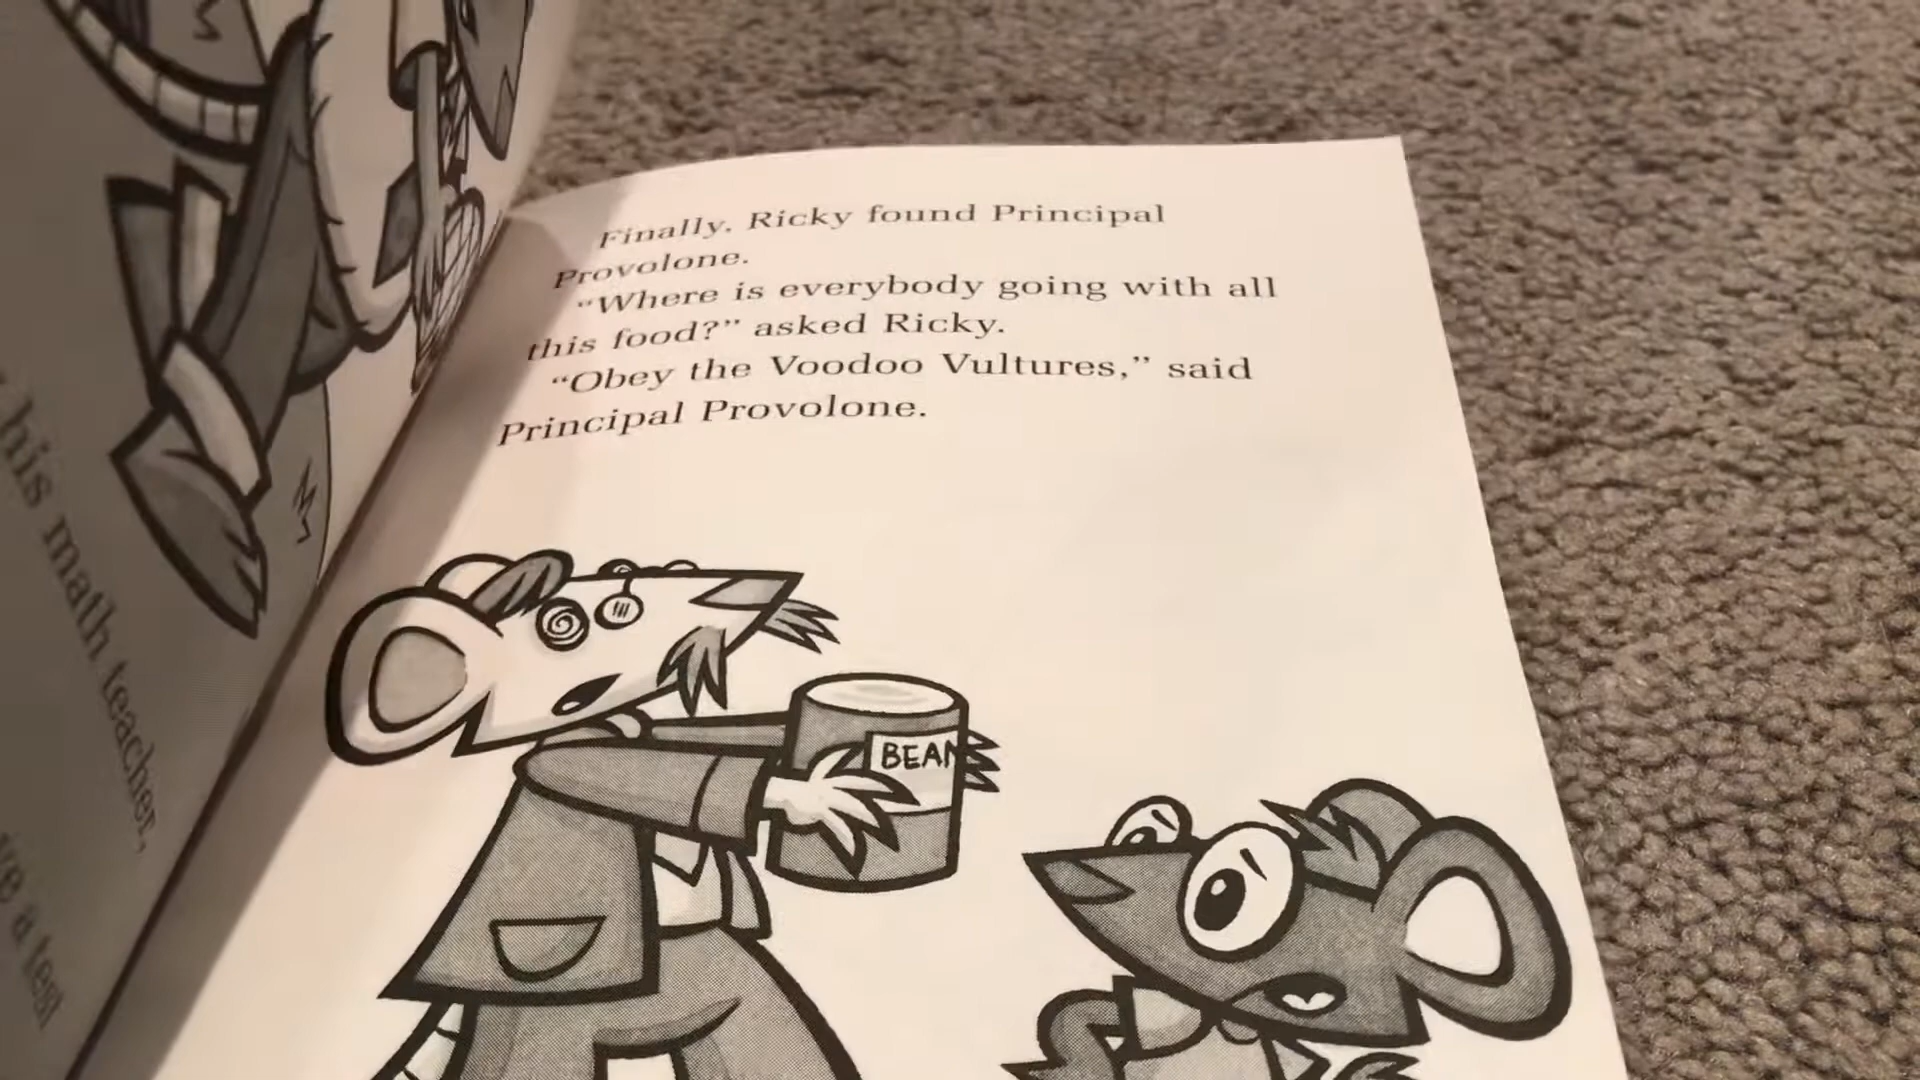 his math teacher.
a test
Finally, Ricky found Principal
Provolone.
“Where is everybody going with all
this food?” asked Ricky.
“Obey the Voodoo Vultures,” said
Principal Provolone.
BEAN